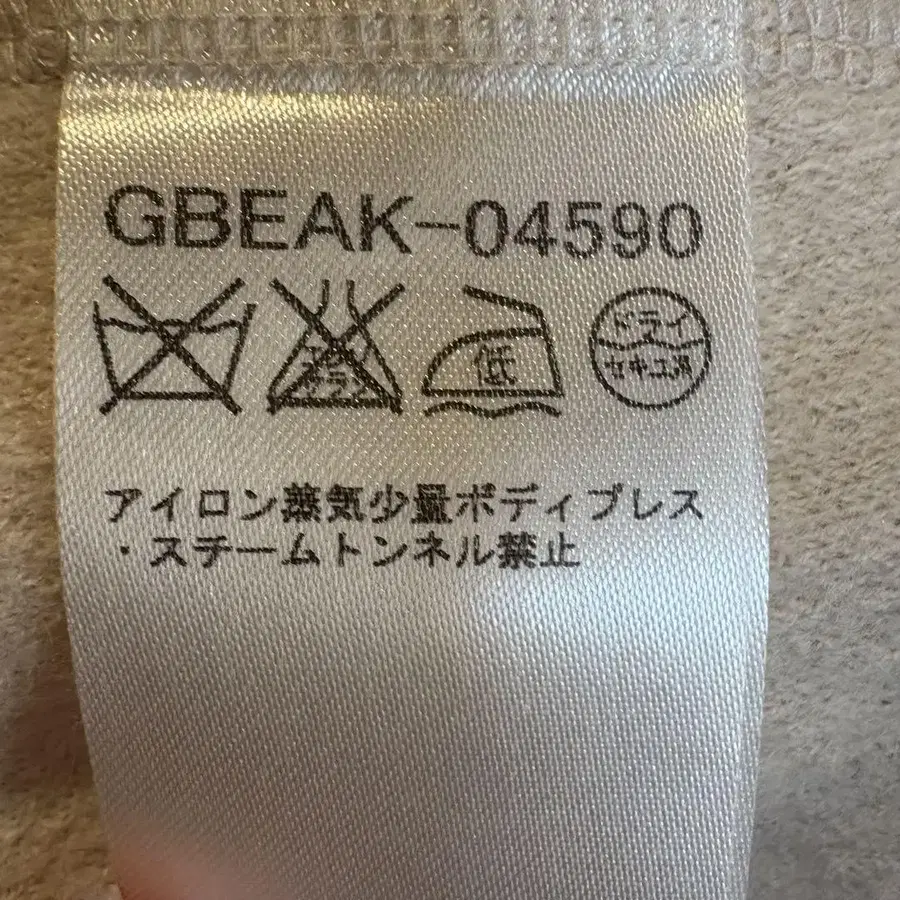 GBEAK-04590
エンソ サラシ
低
ドライ
セキユ系
アイロン蒸気少量ボディプレス
・スチームトンネル禁止